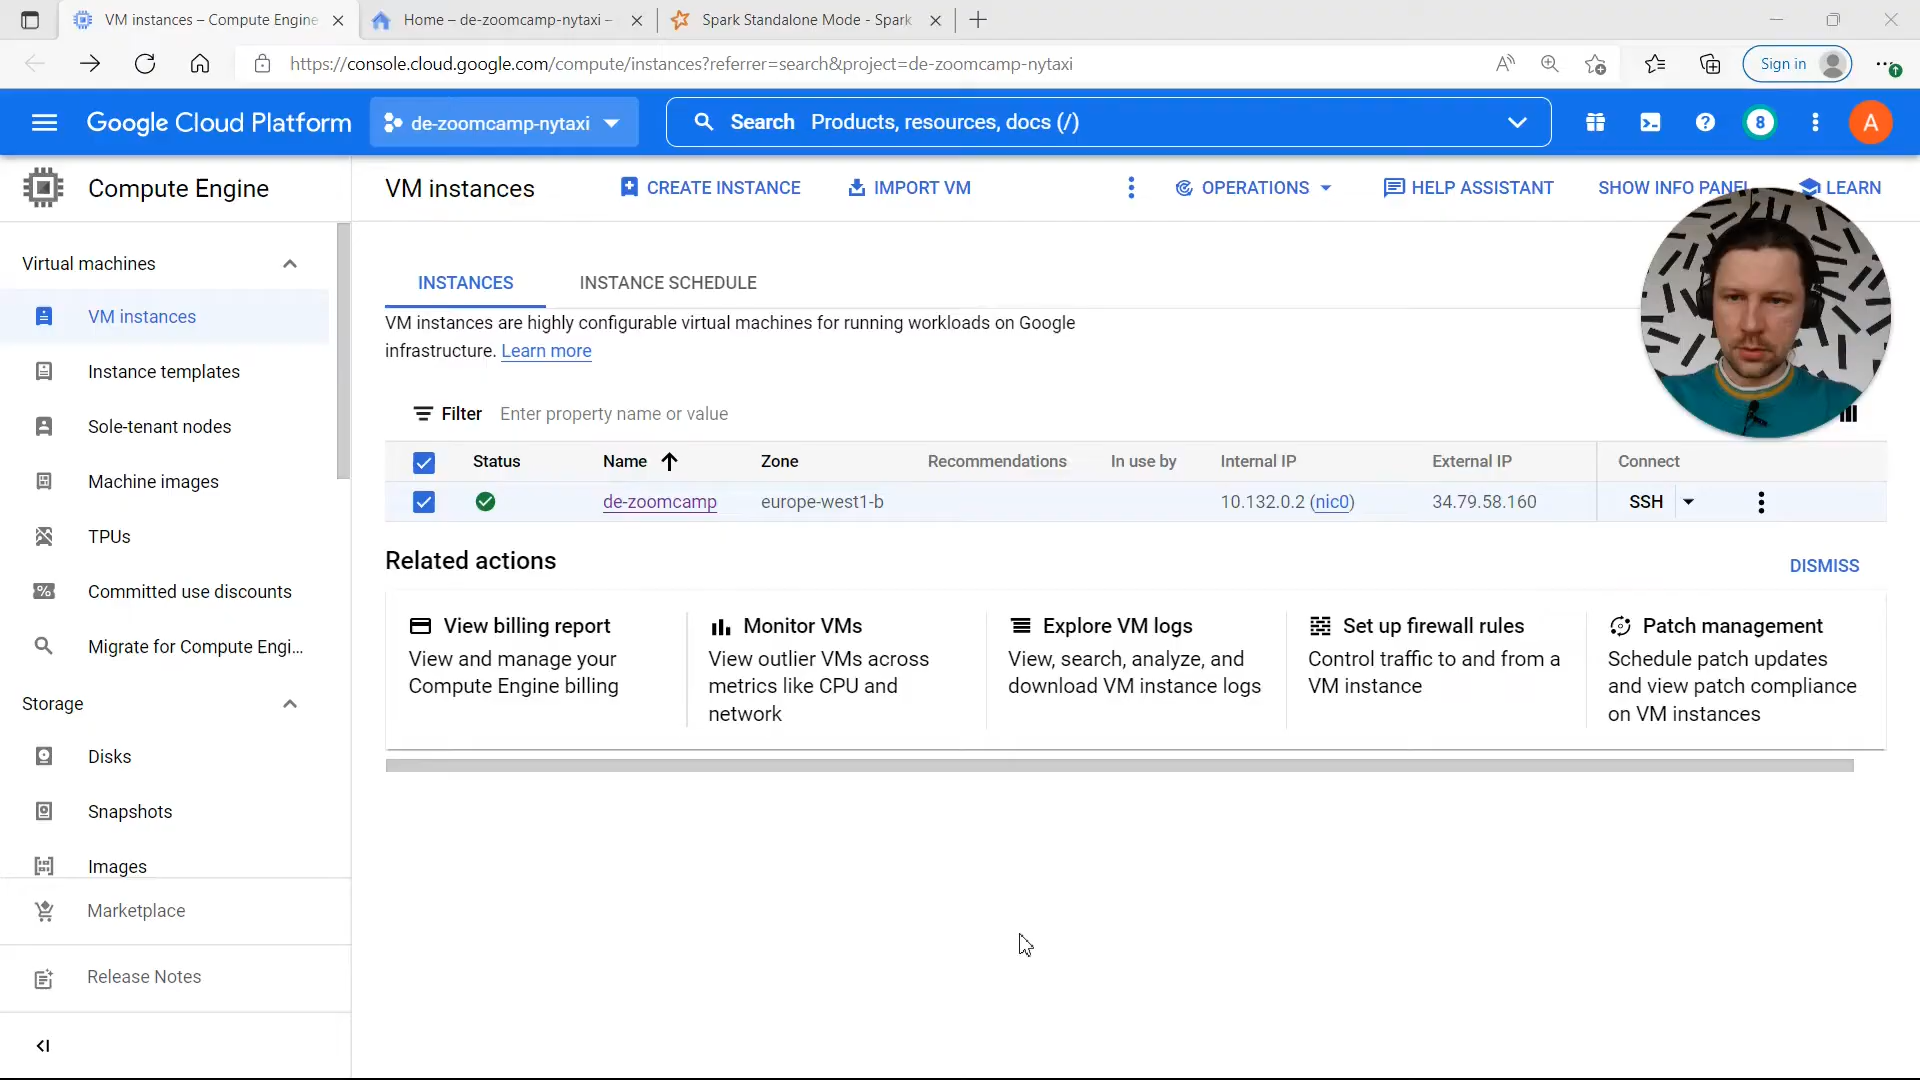 VM instances – Compute Engine
Home – de-zoomcamp-nytaxi –
Spark Standalone Mode - Spark
https://console.cloud.google.com/compute/instances?referrer=search&project=de-zoomcamp-nytaxi
Sign in
Google Cloud Platform
de-zoomcamp-nytaxi
Search Products, resources, docs (/)
8
A
Compute Engine
VM instances
CREATE INSTANCE
IMPORT VM
OPERATIONS
HELP ASSISTANT
SHOW INFO PANEL
LEARN
Virtual machines
VM instances
Instance templates
Sole-tenant nodes
Machine images
TPUs
Committed use discounts
Migrate for Compute Engi...
Storage
Disks
Snapshots
Images
Marketplace
Release Notes
INSTANCES
INSTANCE SCHEDULE
VM instances are highly configurable virtual machines for running workloads on Google
infrastructure. Learn more
Filter Enter property name or value
Status Name Zone Recommendations In use by Internal IP External IP Connect
de-zoomcamp europe-west1-b 10.132.0.2 (nic0) 34.79.58.160 SSH
Related actions
DISMISS
View billing report
View and manage your
Compute Engine billing
Monitor VMs
View outlier VMs across
metrics like CPU and
network
Explore VM logs
View, search, analyze, and
download VM instance logs
Set up firewall rules
Control traffic to and from a
VM instance
Patch management
Schedule patch updates
and view patch compliance
on VM instances